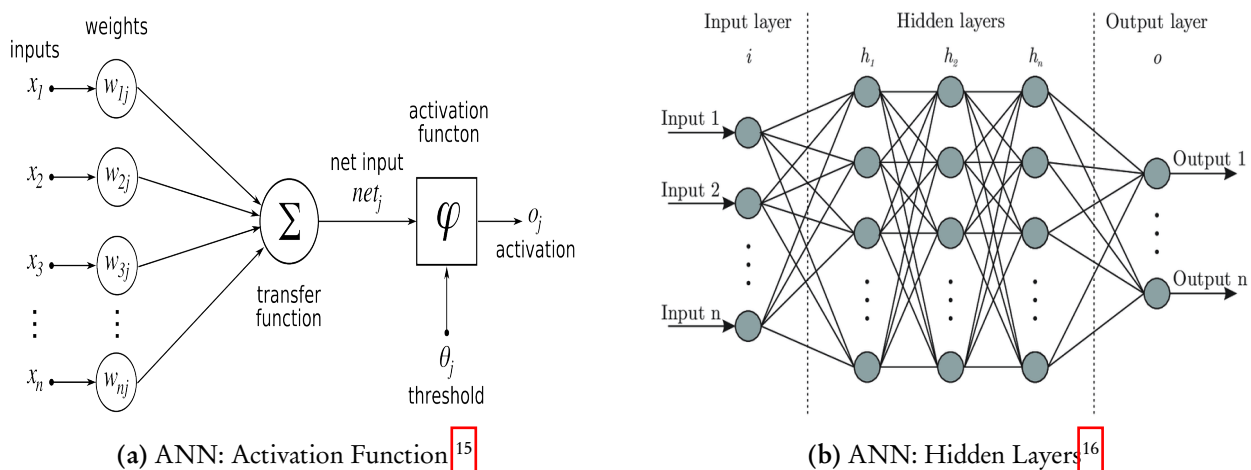 weights
inputs
x1
w1j
x2
w2j
x3
w3j
xn
wnj
Σ
transfer
function
net input
netj
activation
functon
φ
oj
activation
θj
threshold
(a) ANN: Activation Function 15
Input layer
i
Hidden layers
h1
h2
hn
Output layer
o
Input 1
Input 2
Input n
Output 1
Output n
(b) ANN: Hidden Layers 16